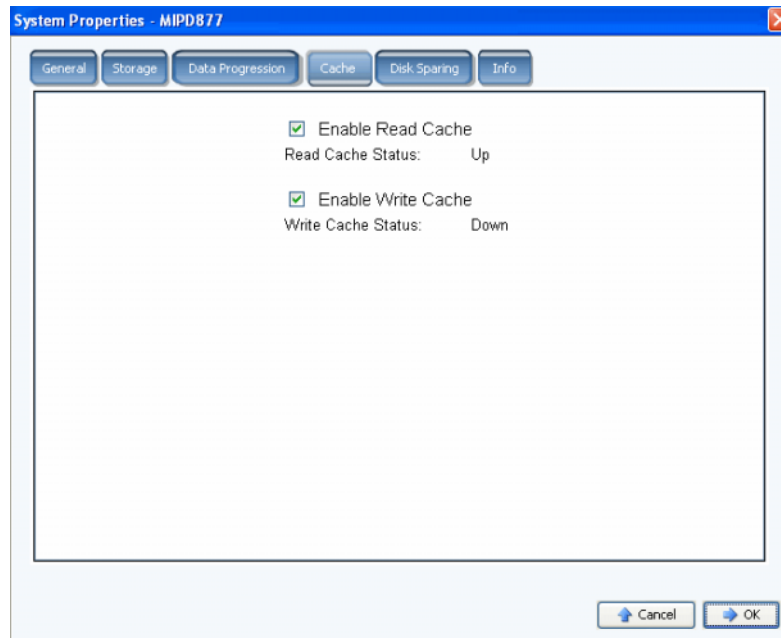 System Properties - MIPD877
General Storage Data Progression Cache Disk Sparing Info
Enable Read Cache
Read Cache Status: Up
Enable Write Cache
Write Cache Status: Down
Cancel OK